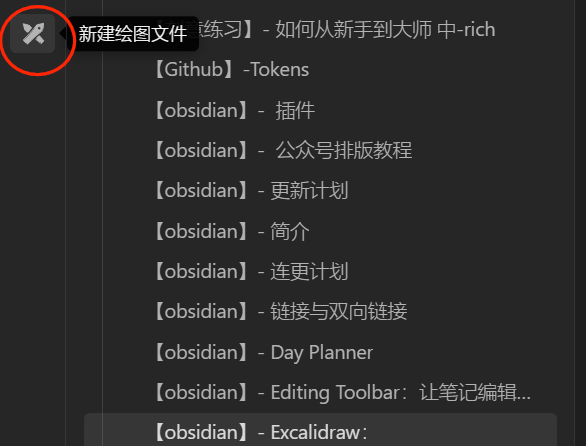 新建绘图文件
意练习】- 如何从新手到大师 中-rich
【Github】-Tokens
【obsidian】- 插件
【obsidian】- 公众号排版教程
【obsidian】- 更新计划
【obsidian】- 简介
【obsidian】- 连更计划
【obsidian】- 链接与双向链接
【obsidian】- Day Planner
【obsidian】- Editing Toolbar：让笔记编辑...
【obsidian】- Excalidraw：